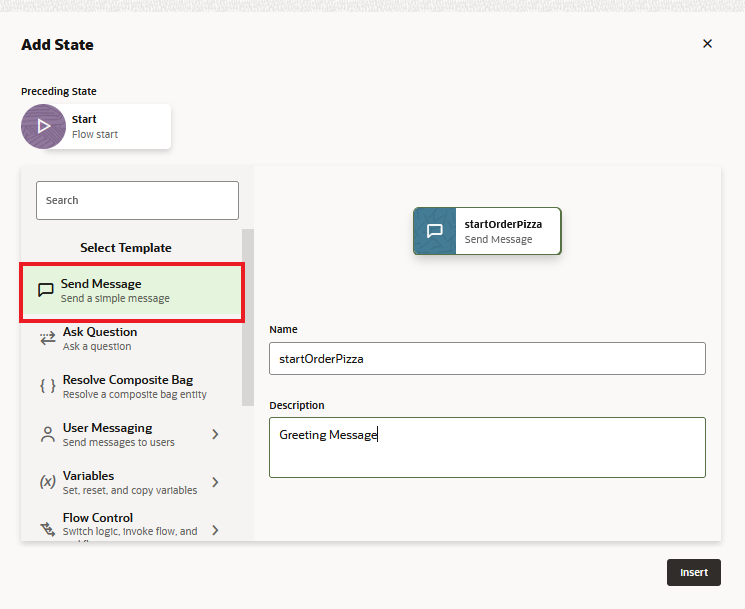 Add State
Preceding State
start
Flow start
Search
Select Template
Send Message
Send a simple message
Ask Question
Ask a question
Resolve Composite Bag
Resolve a composite bag entity
User Messaging
Send messages to users
Variables
Set, reset, and copy variables
Flow Control
Switch logic, invoke flow, and
startOrderPizza
Send Message
Name
startOrderPizza
Description
Greeting Message
Insert